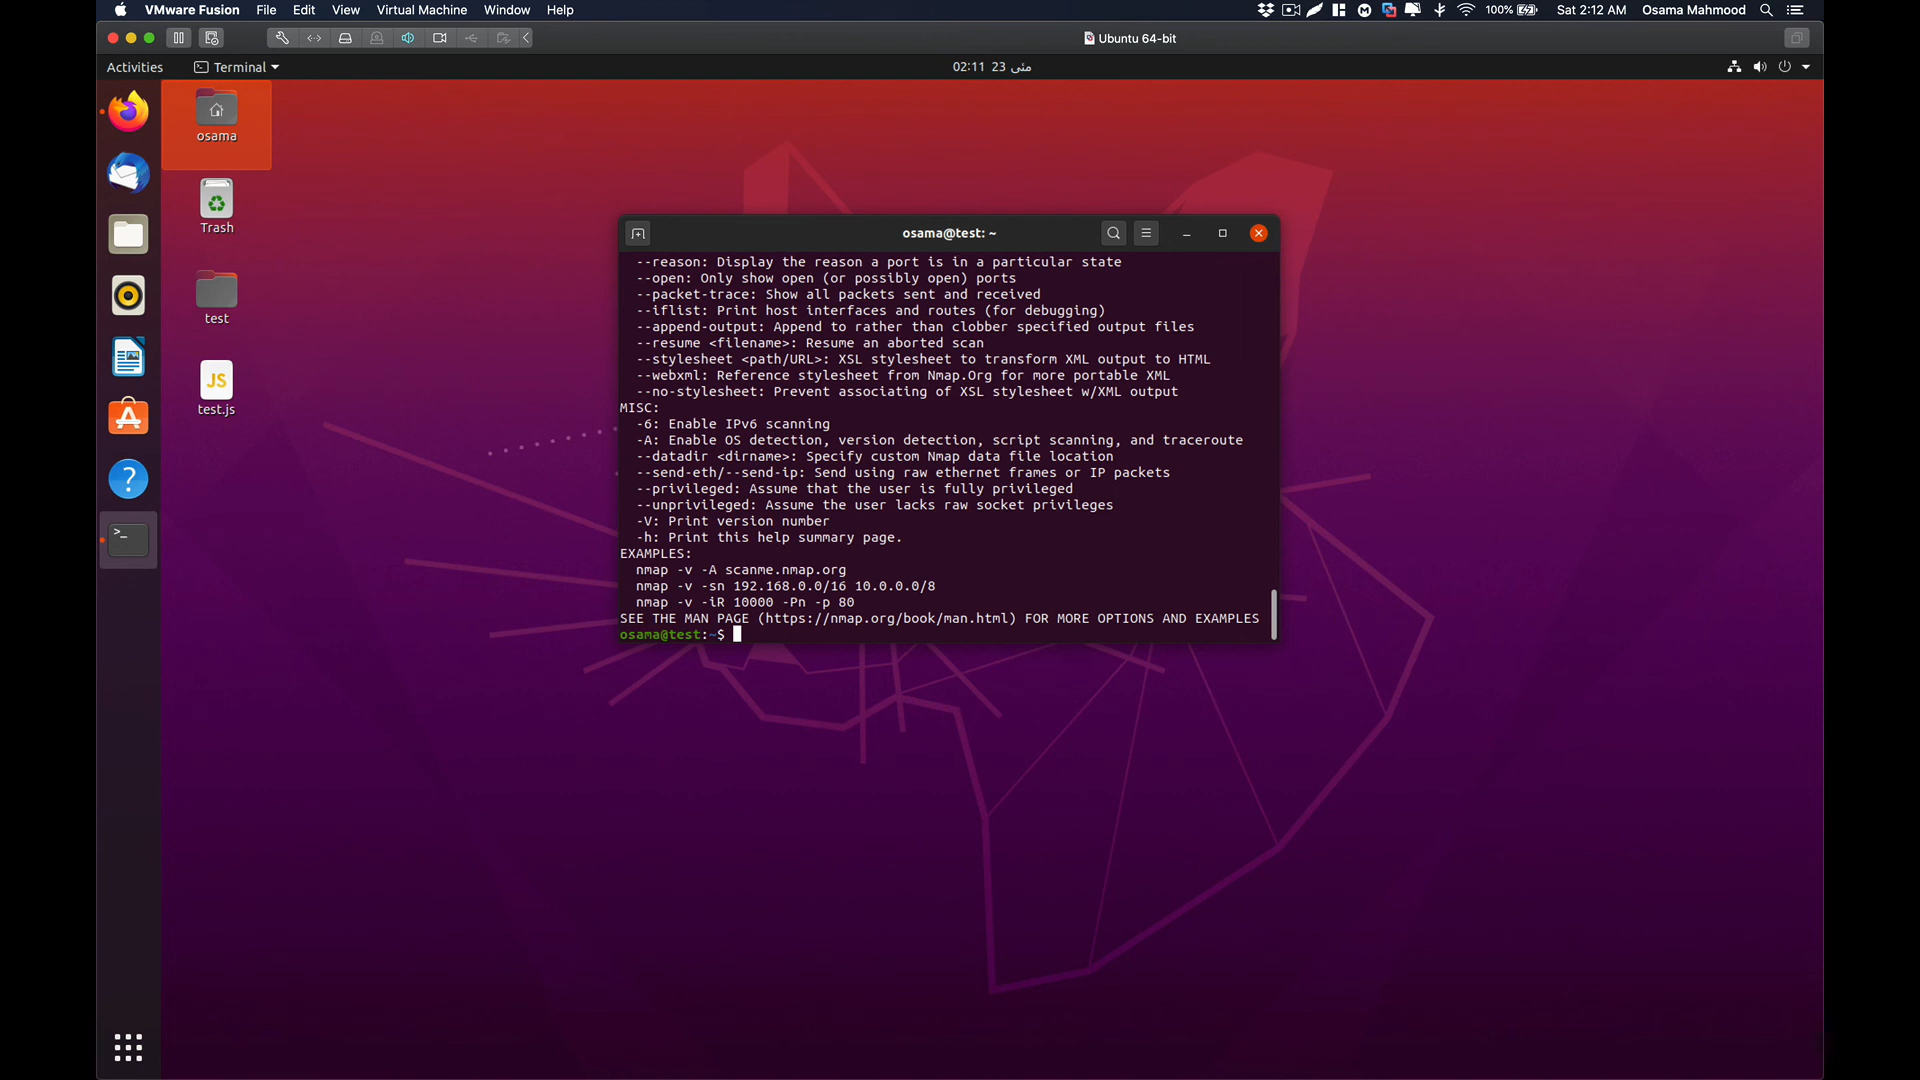 VMware Fusion File Edit View Virtual Machine Window Help 100% Sat 2:12 AM Osama Mahmood
Ubuntu 64-bit
Activities Terminal 02:11 23 مئی
osama
Trash
test
JS
test.js
osama@test: ~
--reason: Display the reason a port is in a particular state
--open: Only show open (or possibly open) ports
--packet-trace: Show all packets sent and received
--iflist: Print host interfaces and routes (for debugging)
--append-output: Append to rather than clobber specified output files
--resume <filename>: Resume an aborted scan
--stylesheet <path/URL>: XSL stylesheet to transform XML output to HTML
--webxml: Reference stylesheet from Nmap.Org for more portable XML
--no-stylesheet: Prevent associating of XSL stylesheet w/XML output
MISC:
-6: Enable IPv6 scanning
-A: Enable OS detection, version detection, script scanning, and traceroute
--datadir <dirname>: Specify custom Nmap data file location
--send-eth/--send-ip: Send using raw ethernet frames or IP packets
--privileged: Assume that the user is fully privileged
--unprivileged: Assume the user lacks raw socket privileges
-V: Print version number
-h: Print this help summary page.
EXAMPLES:
nmap -v -A scanme.nmap.org
nmap -v -sn 192.168.0.0/16 10.0.0.0/8
nmap -v -iR 10000 -Pn -p 80
SEE THE MAN PAGE (https://nmap.org/book/man.html) FOR MORE OPTIONS AND EXAMPLES
osama@test:~$